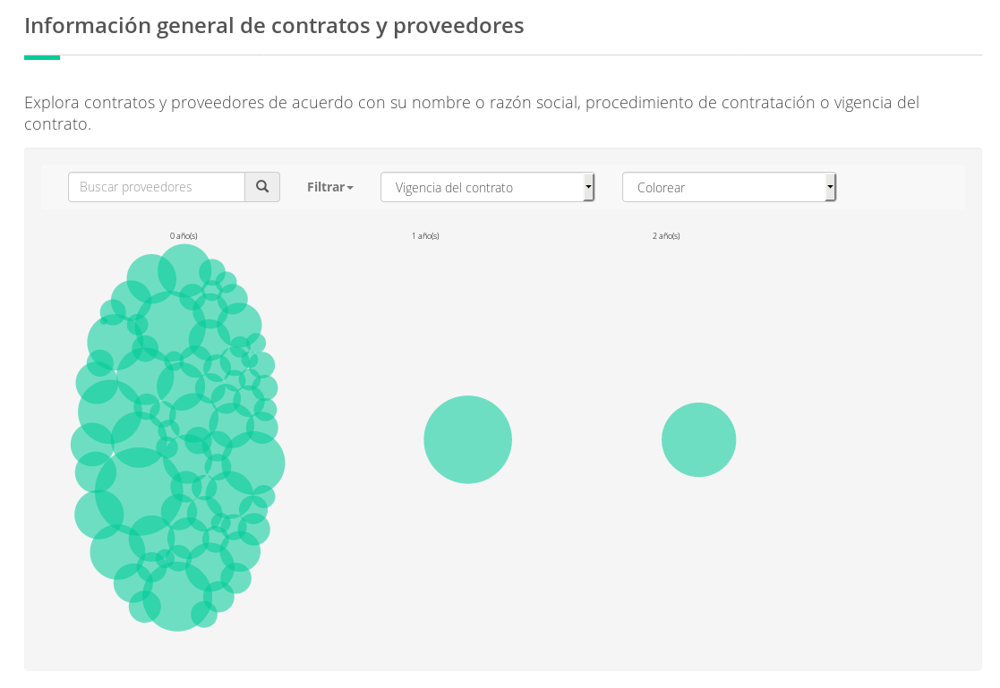 Información general de contratos y proveedores
Explora contratos y proveedores de acuerdo con su nombre o razón social, procedimiento de contratación o vigencia del
contrato.
Buscar proveedores
Filtrar
Vigencia del contrato
Colorear
0 año(s)
1 año(s)
2 año(s)